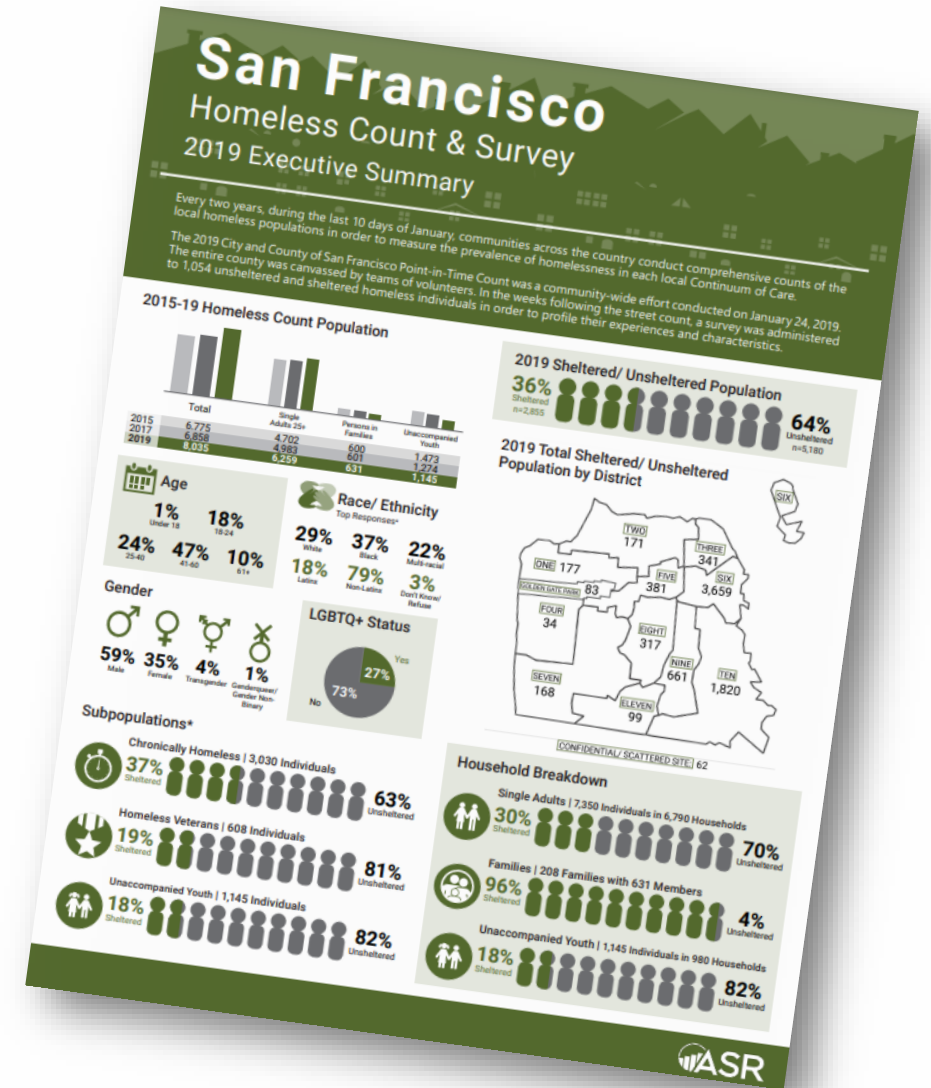 San Francisco
Homeless Count & Survey
2019 Executive Summary
Every two years, during the last 10 days of January, communities across the country conduct comprehensive counts of the
local homeless populations in order to measure the prevalence of homelessness in each local Continuum of Care.
The 2019 City and County of San Francisco Point-in-Time Count was a community-wide effort conducted on January 24, 2019.
The entire county was canvassed by teams of volunteers. In the weeks following the street count, a survey was administered
to 1,054 unsheltered and sheltered homeless individuals in order to profile their experiences and characteristics.
2015-19 Homeless Count Population
Total
Single
Adults 25+
Persons in
Families
Unaccompanied
Youth
2015 6.775 4.702 600 1.473
2017 6,858 4,983 601 1,274
2019 8,035 6,259 631 1,145
Age
1%
Under 18
18%
18-24
24%
25-40
47%
41-60
10%
61+
Race/ Ethnicity
Top Responses*
29%
White
37%
Black
22%
Multi-racial
18%
Latinx
79%
Non-Latinx
3%
Don't Know/
Refuse
Gender
59%
Male
35%
Female
4%
Transgender
1%
Genderqueer/
Gender Non-
Binary
LGBTQ+ Status
Yes
27%
73%
No
Subpopulations*
Chronically Homeless | 3,030 Individuals
37%
Sheltered
63%
Unsheltered
Homeless Veterans | 608 Individuals
19%
Sheltered
81%
Unsheltered
Unaccompanied Youth | 1,145 Individuals
18%
Sheltered
82%
Unsheltered
2019 Sheltered/ Unsheltered Population
36%
Sheltered
n=2,855
64%
Unsheltered
n=5,180
2019 Total Sheltered/ Unsheltered
Population by District
SIX
TWO
171
THREE
341
ONE 177
GOLDEN GATE PARK 83
FIVE
381
SIX
3,659
FOUR
34
EIGHT
317
NINE
661
TEN
1,820
SEVEN
168
ELEVEN
99
CONFIDENTIAL/ SCATTERED SITE 62
Household Breakdown
Single Adults | 7,350 Individuals in 6,790 Households
30%
Sheltered
70%
Unsheltered
Families | 208 Families with 631 Members
96%
Sheltered
4%
Unsheltered
Unaccompanied Youth | 1,145 Individuals in 980 Households
18%
Sheltered
82%
Unsheltered
ASR